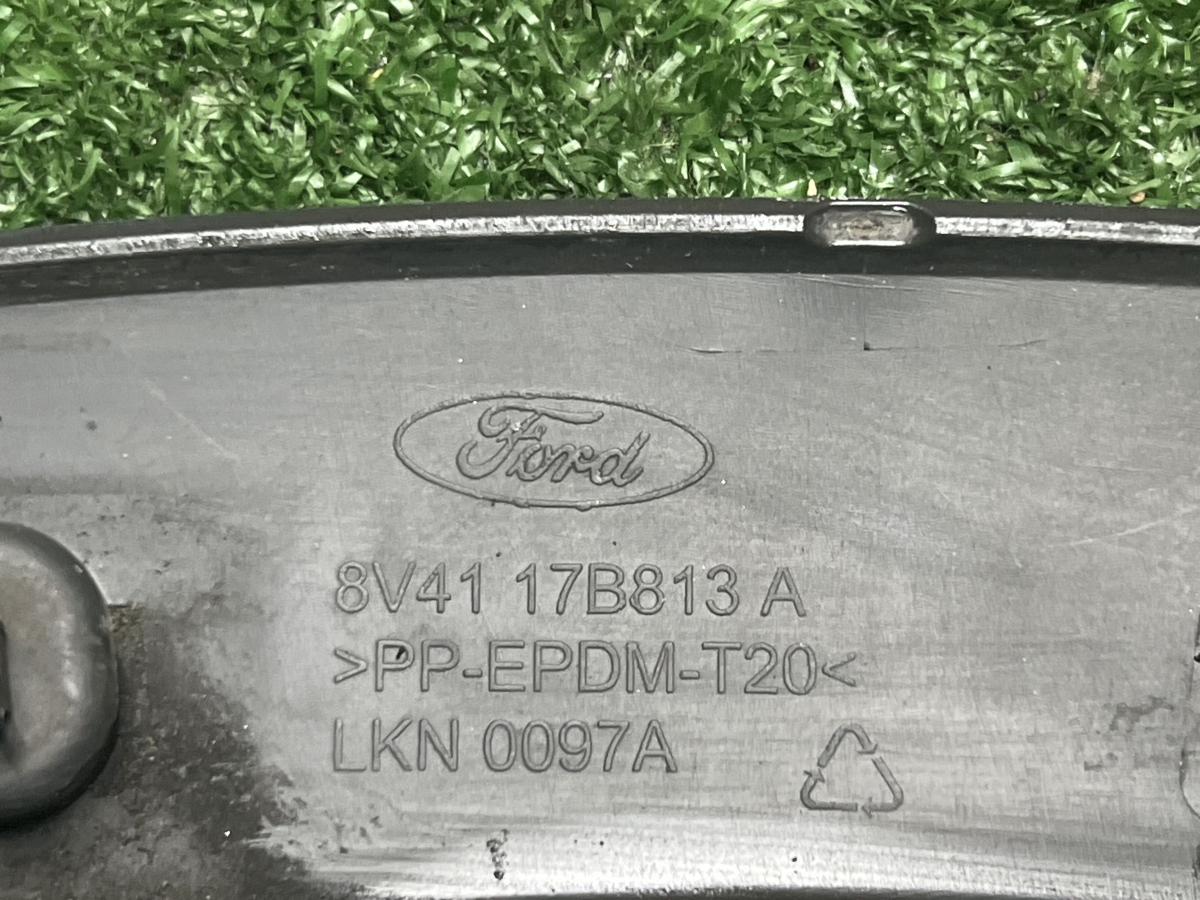 Ford
8V41 17B813 A
>PP-EPDM-T20<
LKN 0097A